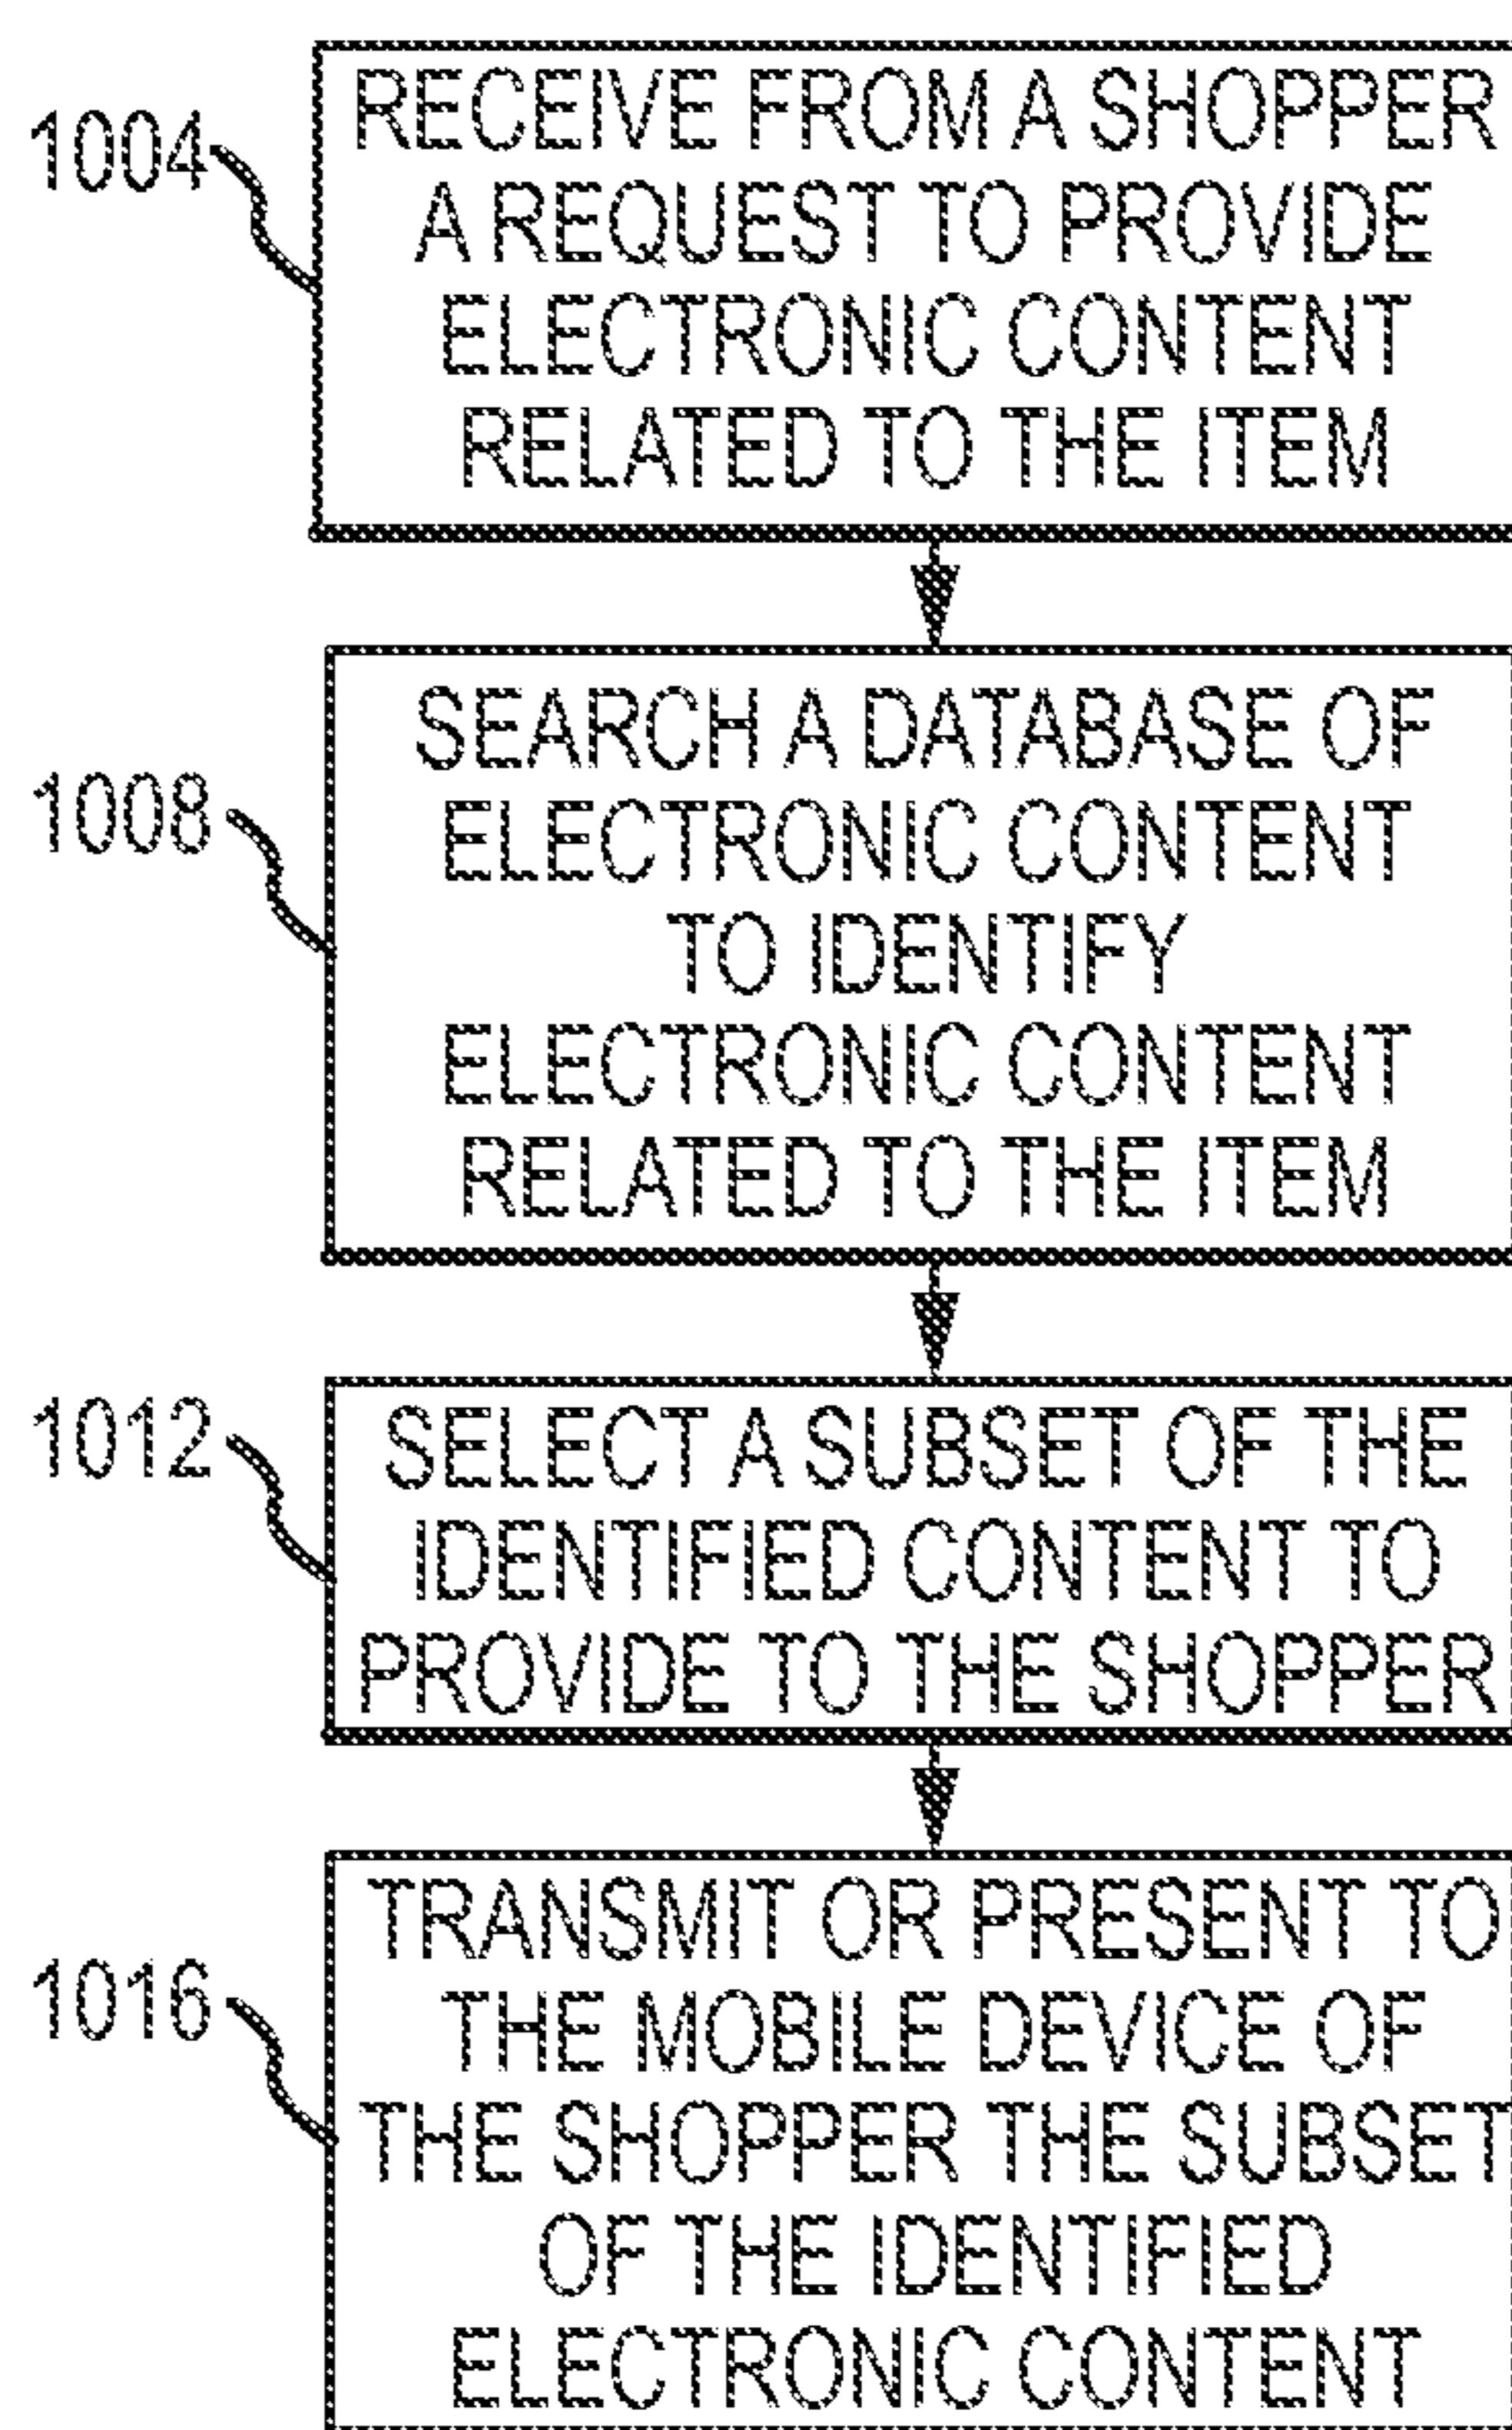 1004
RECEIVE FROM A SHOPPER
A REQUEST TO PROVIDE
ELECTRONIC CONTENT
RELATED TO THE ITEM
1008
SEARCH A DATABASE OF
ELECTRONIC CONTENT
TO IDENTIFY
ELECTRONIC CONTENT
RELATED TO THE ITEM
1012
SELECT A SUBSET OF THE
IDENTIFIED CONTENT TO
PROVIDE TO THE SHOPPER
1016
TRANSMIT OR PRESENT TO
THE MOBILE DEVICE OF
THE SHOPPER THE SUBSET
OF THE IDENTIFIED
ELECTRONIC CONTENT